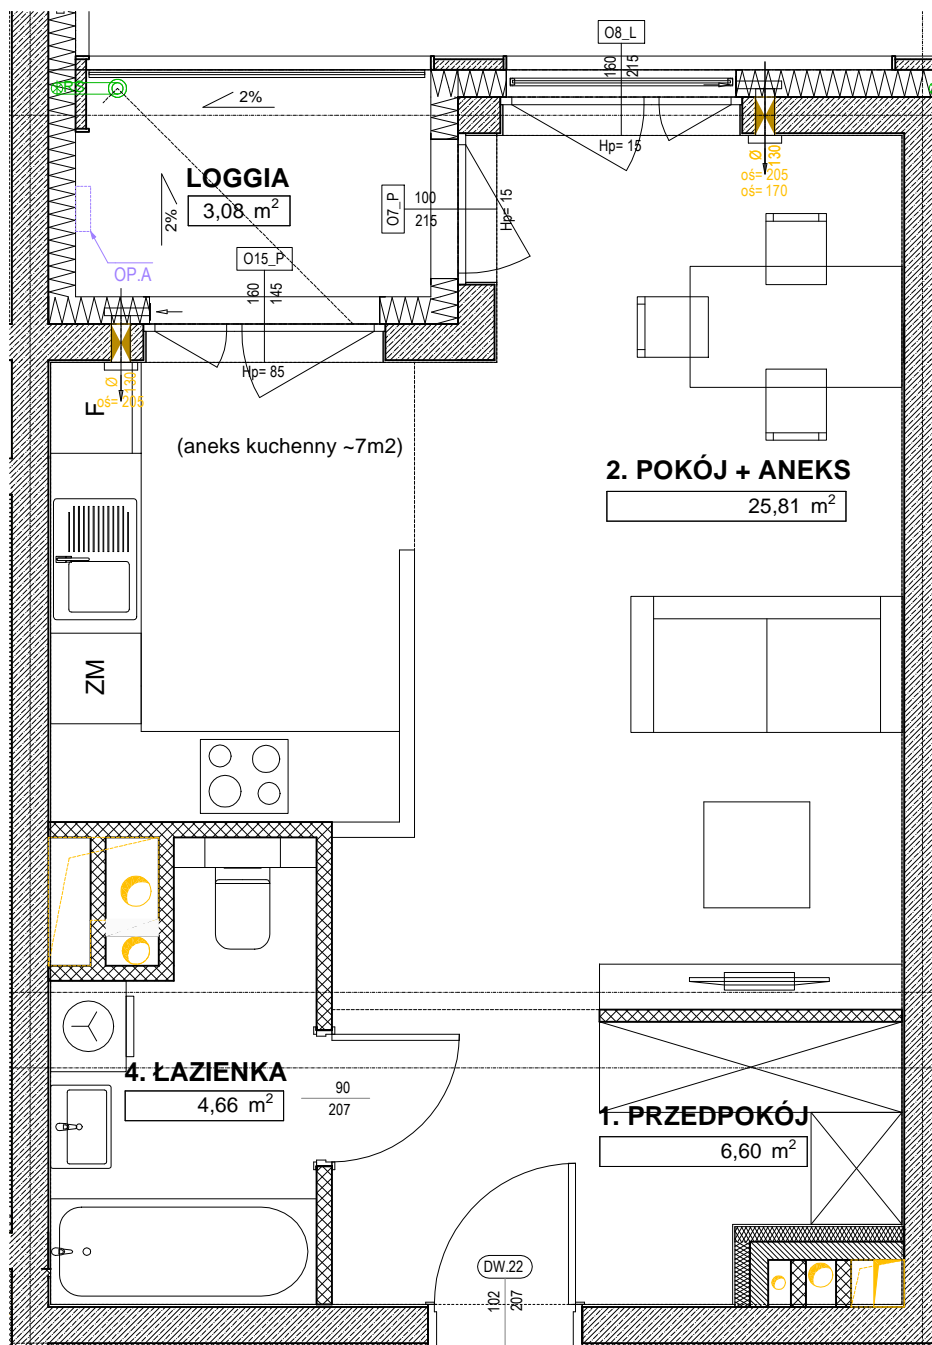 O8_L
160
215
2%
Hp= 15
Ø
130
oś= 205
oś= 170
LOGGIA
3,08 m²
2%
O7_P
100
215
Hp= 15
OP.A
O15_P
160
145
Hp= 85
Ø
130
oś= 205
F
(aneks kuchenny ~7m2)
2. POKÓJ + ANEKS
25,81 m²
ZM
4. ŁAZIENKA
4,66 m²
90
207
1. PRZEDPOKÓJ
6,60 m²
DW.22
102
207